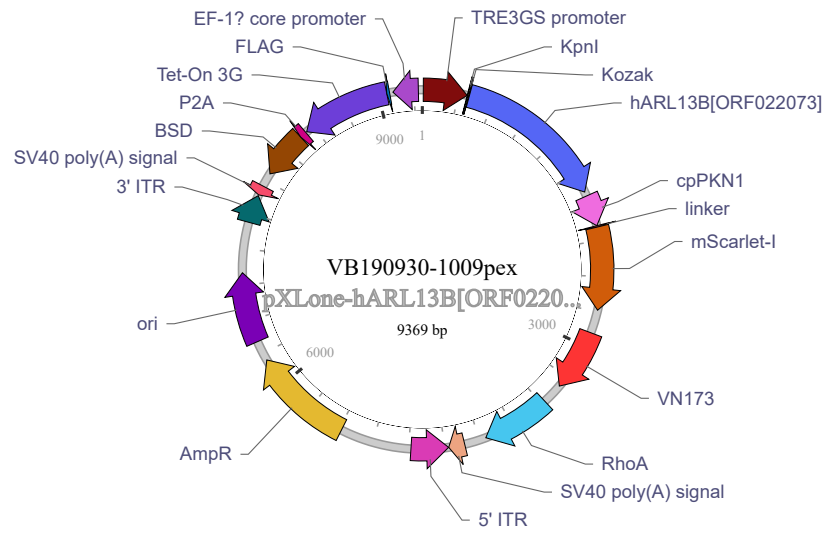 EF-1? core promoter
TRE3GS promoter
FLAG
KpnI
Tet-On 3G
Kozak
P2A
hARL13B[ORF022073]
BSD
SV40 poly(A) signal
3' ITR
9000
1
cpPKN1
linker
mScarlet-I
VB190930-1009pex
pXLone-hARL13B[ORF0220...
9369 bp
ori
3000
6000
VN173
AmpR
RhoA
SV40 poly(A) signal
5' ITR